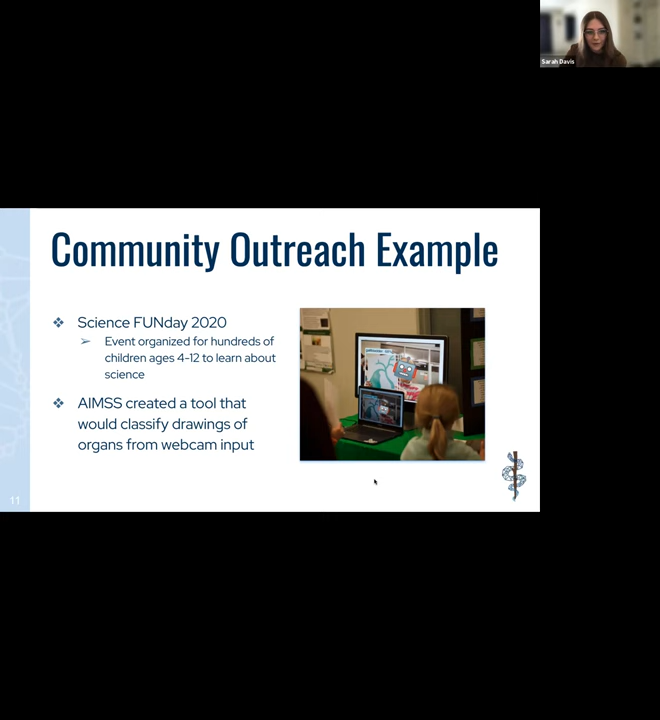 Sarah Davis
Community Outreach Example
❖ Science FUNday 2020
➢ Event organized for hundreds of
children ages 4-12 to learn about
science
❖ AIMSS created a tool that
would classify drawings of
organs from webcam input
11